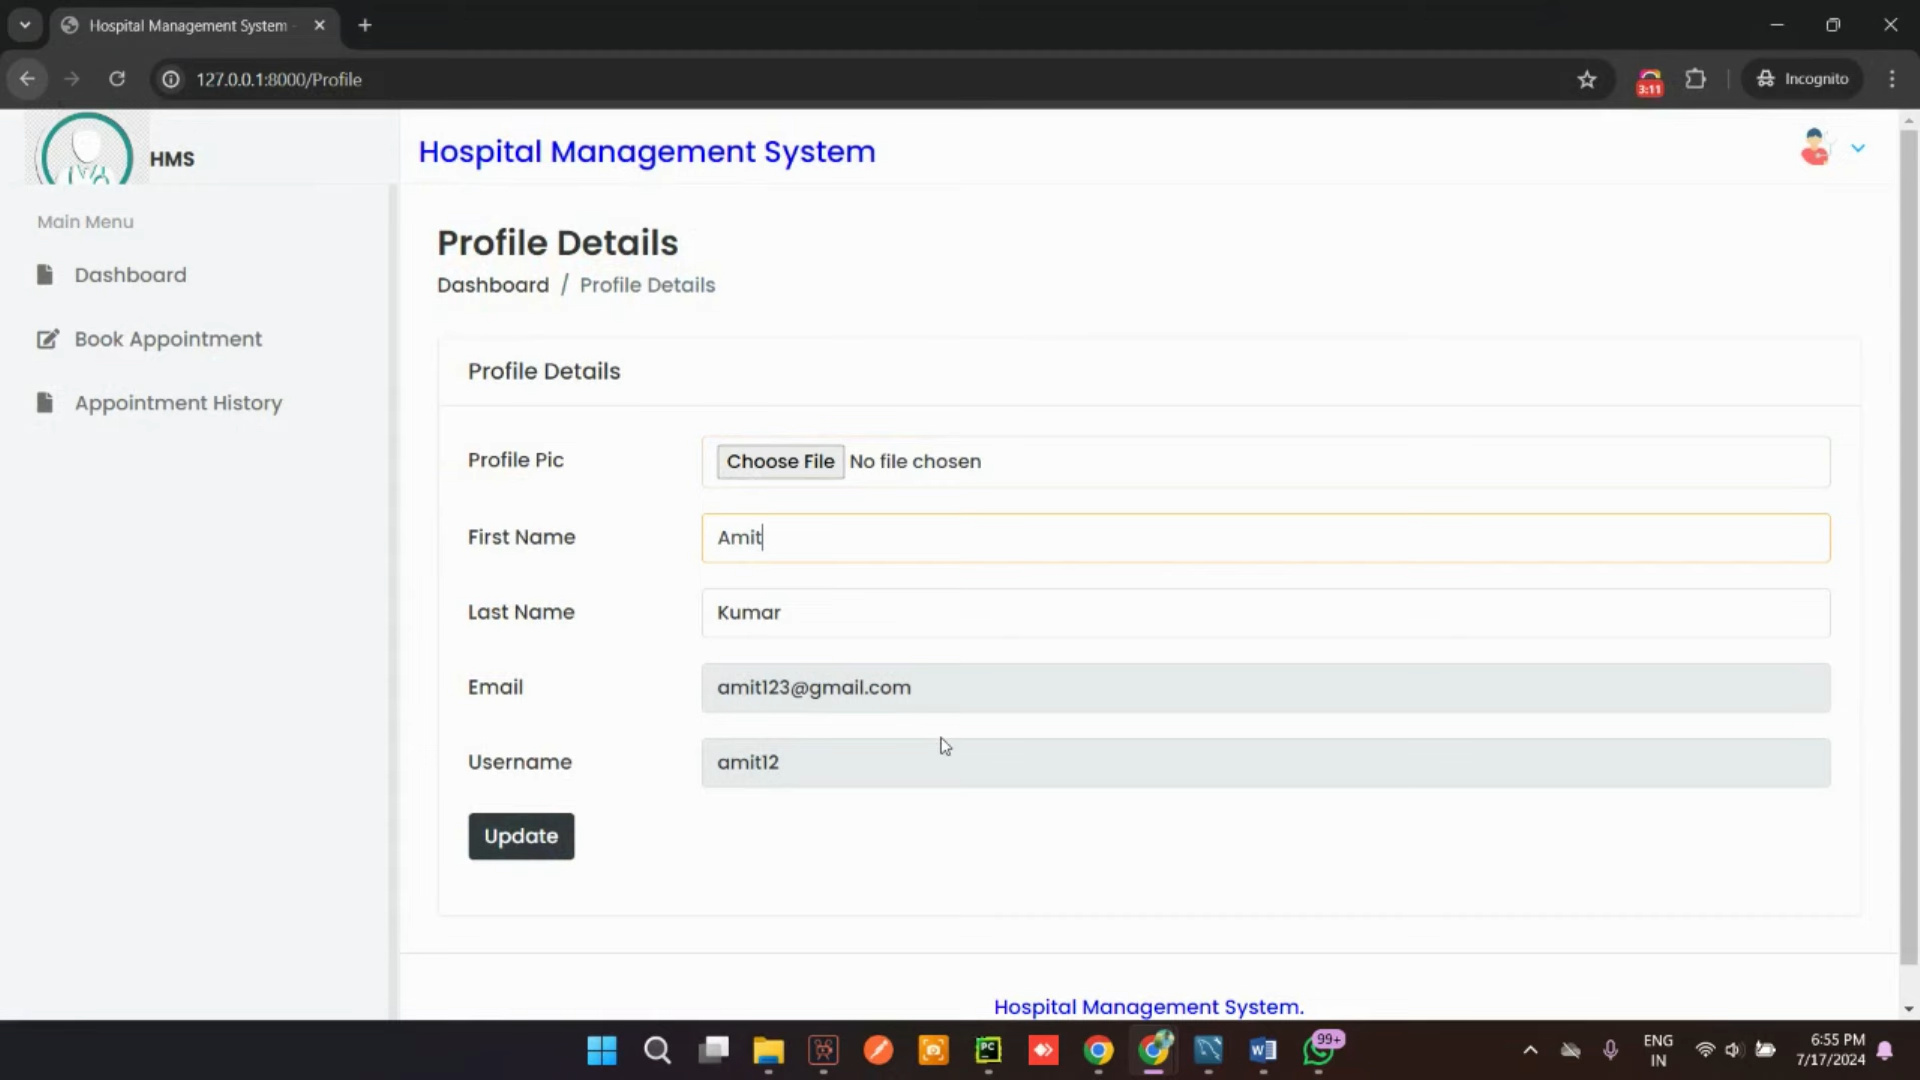 Hospital Management System -
127.0.0.1:8000/Profile
3:11
Incognito
HMS
Hospital Management System
Main Menu
Dashboard
Book Appointment
Appointment History
Profile Details
Dashboard / Profile Details
Profile Details
Profile Pic
Choose File No file chosen
First Name
Amit
Last Name
Kumar
Email
amit123@gmail.com
Username
amit12
Update
Hospital Management System.
PC
W
99+
ENG
IN
6:55 PM
7/17/2024